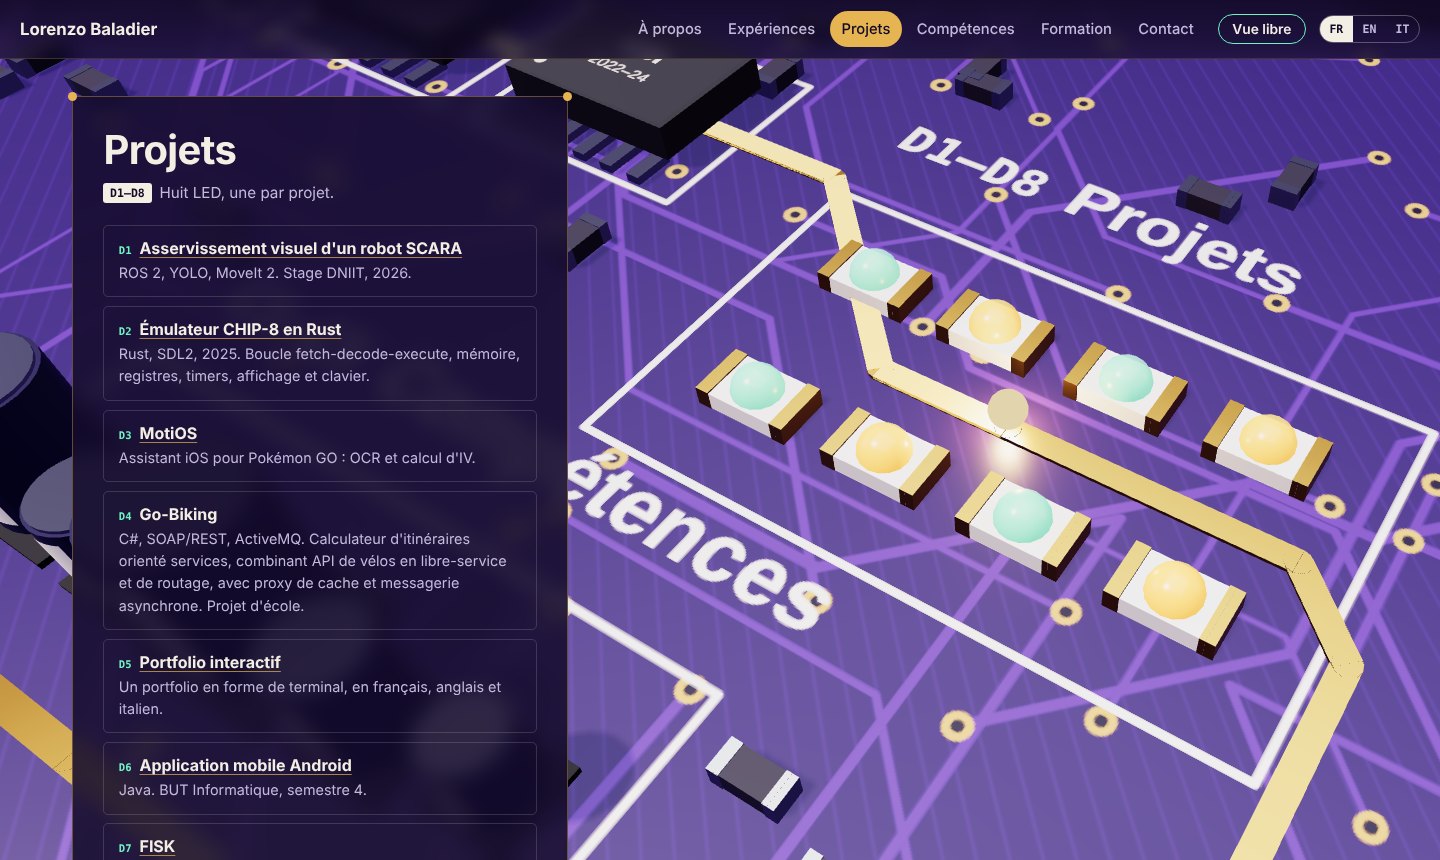 Lorenzo Baladier
À propos
Expériences
Projets
Compétences
Formation
Contact
Vue libre
FR EN IT
2022–24
Projets
D1–D8 Huit LED, une par projet.
D1 Asservissement visuel d'un robot SCARA
ROS 2, YOLO, MoveIt 2. Stage DNIIT, 2026.
D2 Émulateur CHIP-8 en Rust
Rust, SDL2, 2025. Boucle fetch-decode-execute, mémoire,
registres, timers, affichage et clavier.
D3 MotiOS
Assistant iOS pour Pokémon GO : OCR et calcul d'IV.
D4 Go-Biking
C#, SOAP/REST, ActiveMQ. Calculateur d'itinéraires
orienté services, combinant API de vélos en libre-service
et de routage, avec proxy de cache et messagerie
asynchrone. Projet d'école.
D5 Portfolio interactif
Un portfolio en forme de terminal, en français, anglais et
italien.
D6 Application mobile Android
Java. BUT Informatique, semestre 4.
D7 FISK
D1–D8 Projets
étences